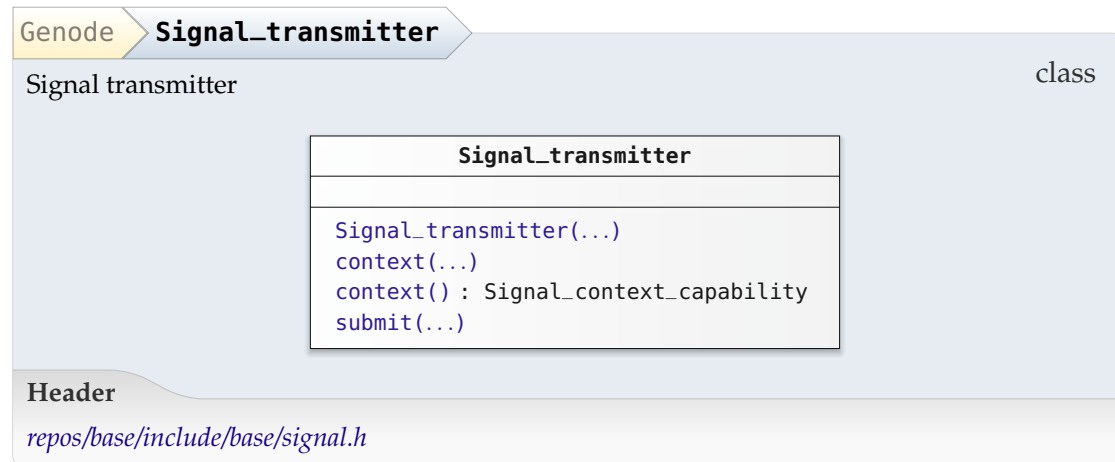 Genode Signal_transmitter
Signal transmitter
class
Signal_transmitter
Signal_transmitter(...)
context(...)
context() : Signal_context_capability
submit(...)
Header
repos/base/include/base/signal.h